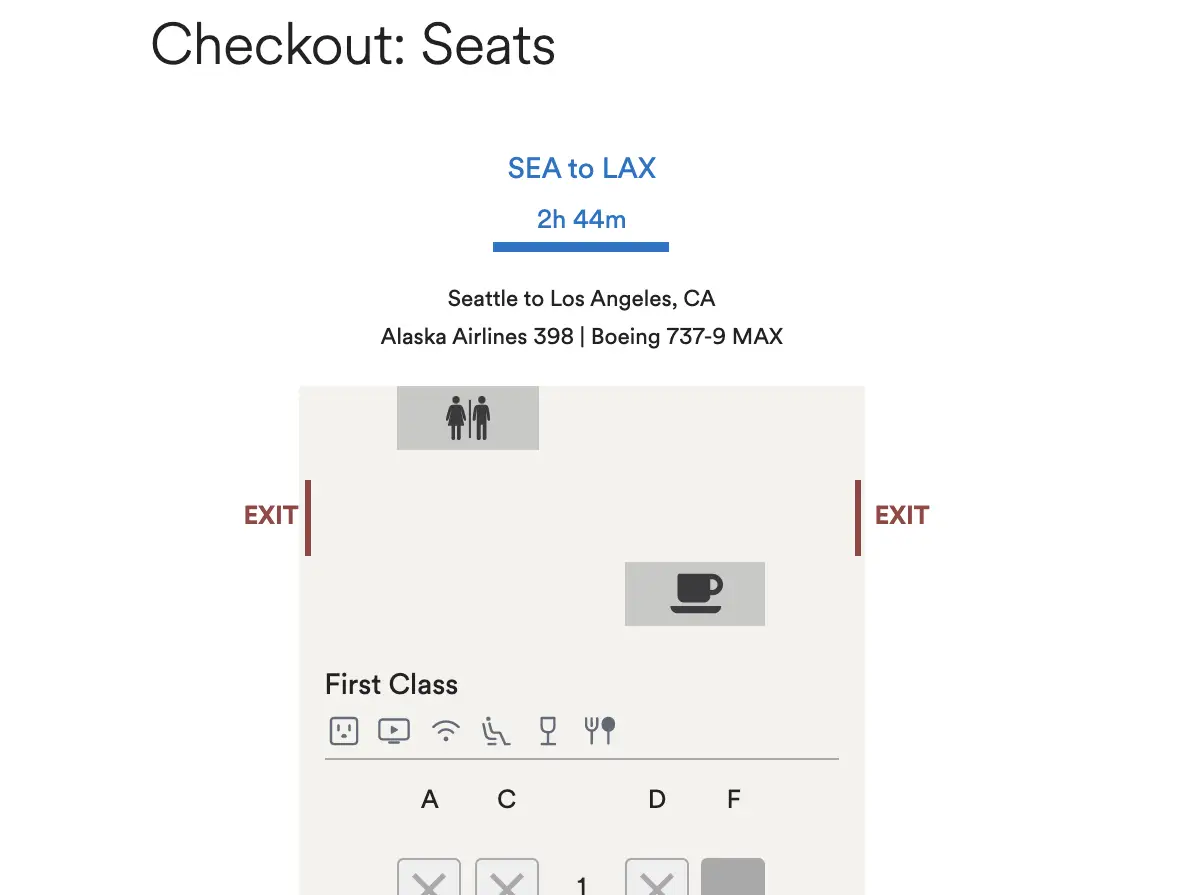 Checkout: Seats
SEA to LAX
2h 44m
Seattle to Los Angeles, CA
Alaska Airlines 398 | Boeing 737-9 MAX
EXIT EXIT
First Class
A C D F
1